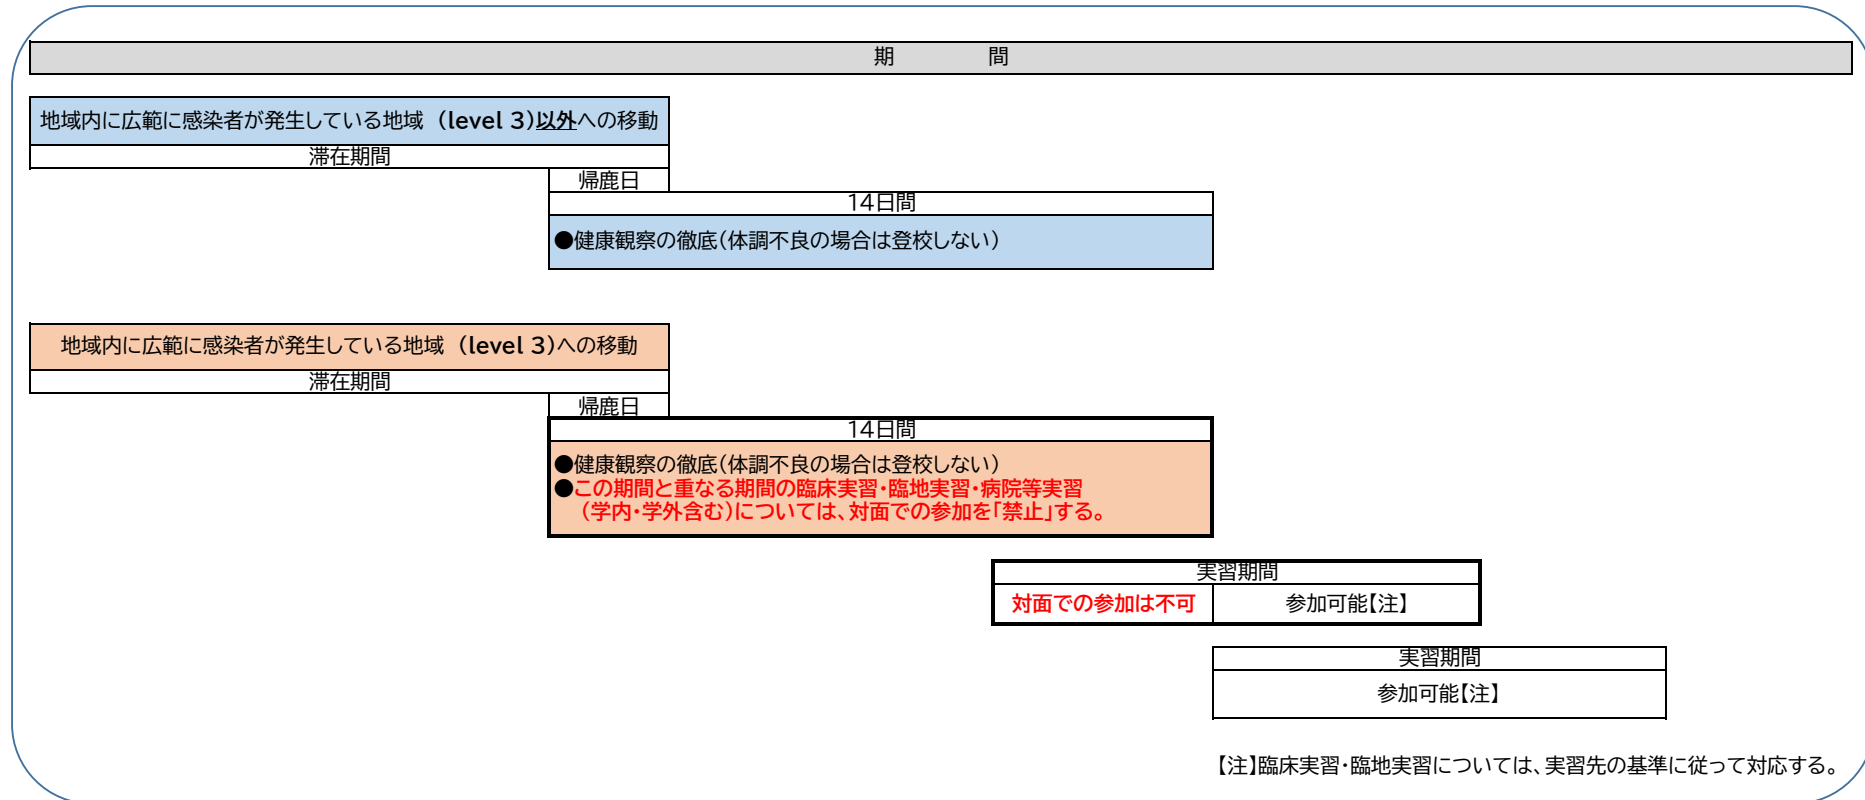 期　　　　間
地域内に広範に感染者が発生している地域 （level 3）以外への移動
滞在期間
帰鹿日
14日間
●健康観察の徹底（体調不良の場合は登校しない）
地域内に広範に感染者が発生している地域 （level 3）への移動
滞在期間
帰鹿日
14日間
●健康観察の徹底（体調不良の場合は登校しない）
●この期間と重なる期間の臨床実習・臨地実習・病院等実習
（学内・学外含む）については、対面での参加を「禁止」する。
実習期間
対面での参加は不可 参加可能【注】
実習期間
参加可能【注】
【注】臨床実習・臨地実習については、実習先の基準に従って対応する。